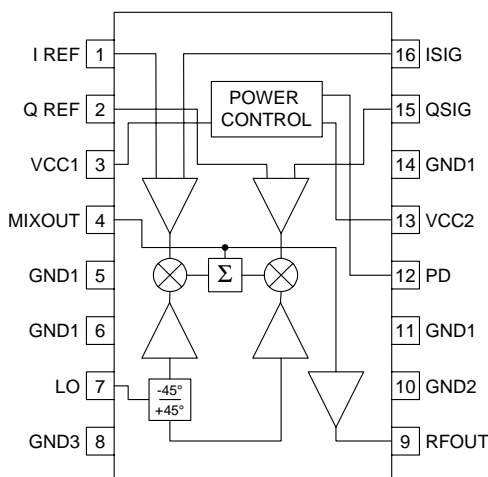 I REF 1
16 ISIG
Q REF 2
POWER
CONTROL
15 QSIG
VCC1 3
14 GND1
MIXOUT 4
13 VCC2
GND1 5
Σ
12 PD
GND1 6
11 GND1
LO 7
-45°
+45°
10 GND2
GND3 8
9 RFOUT